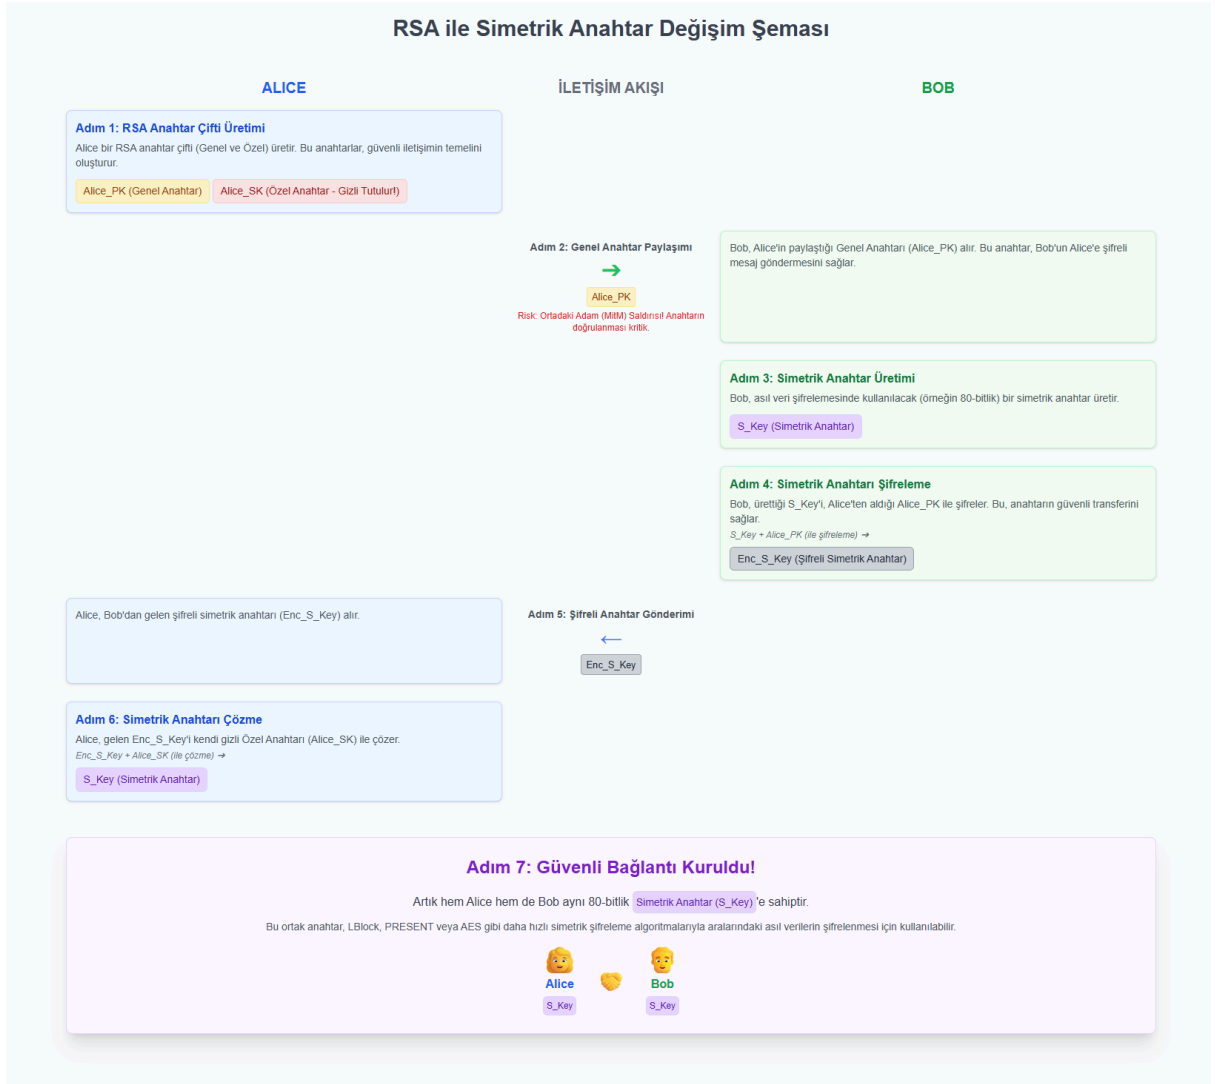 RSA ile Simetrik Anahtar Değişim Şeması
ALICE
İLETİŞİM AKIŞI
BOB
Adım 1: RSA Anahtar Çifti Üretimi
Alice bir RSA anahtar çifti (Genel ve Özel) üretir. Bu anahtarlar, güvenli iletişimin temelini
oluşturur.
Alice_PK (Genel Anahtar)
Alice_SK (Özel Anahtar - Gizli Tutulur!)
Adım 2: Genel Anahtar Paylaşımı
➔
Alice_PK
Risk: Ortadaki Adam (MitM) Saldırısı! Anahtarın
doğrulanması kritik.
Bob, Alice'in paylaştığı Genel Anahtarı (Alice_PK) alır. Bu anahtar, Bob'un Alice'e şifreli
mesaj göndermesini sağlar.
Adım 3: Simetrik Anahtar Üretimi
Bob, asıl veri şifrelemesinde kullanılacak (örneğin 80-bitlik) bir simetrik anahtar üretir.
S_Key (Simetrik Anahtar)
Adım 4: Simetrik Anahtarı Şifreleme
Bob, ürettiği S_Key'i, Alice'ten aldığı Alice_PK ile şifreler. Bu, anahtarın güvenli transferini
sağlar.
S_Key + Alice_PK (ile şifreleme) ➔
Enc_S_Key (Şifreli Simetrik Anahtar)
Alice, Bob'dan gelen şifreli simetrik anahtarı (Enc_S_Key) alır.
Adım 5: Şifreli Anahtar Gönderimi
←
Enc_S_Key
Adım 6: Simetrik Anahtarı Çözme
Alice, gelen Enc_S_Key'i kendi gizli Özel Anahtarı (Alice_SK) ile çözer.
Enc_S_Key + Alice_SK (ile çözme) ➔
S_Key (Simetrik Anahtar)
Adım 7: Güvenli Bağlantı Kuruldu!
Artık hem Alice hem de Bob aynı 80-bitlik Simetrik Anahtar (S_Key)'e sahiptir.
Bu ortak anahtar, LBlock, PRESENT veya AES gibi daha hızlı simetrik şifreleme algoritmalarıyla aralarındaki asıl verilerin şifrelenmesi için kullanılabilir.
Alice
Bob
S_Key
S_Key